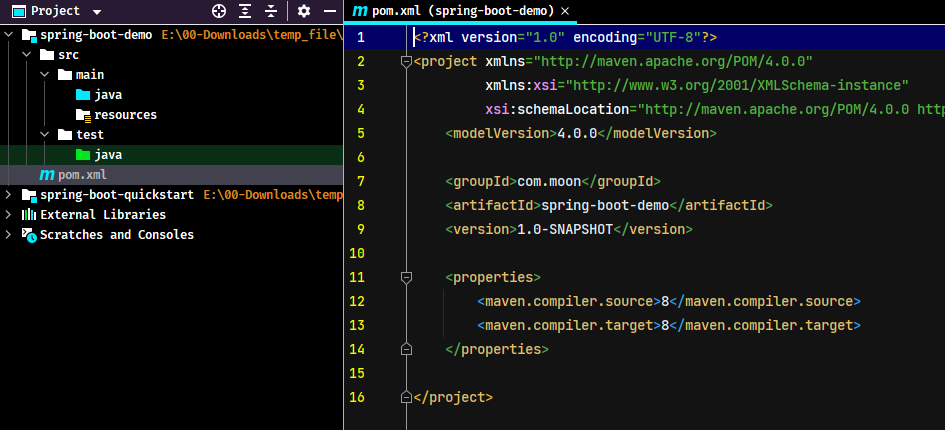 Project
spring-boot-demo E:\00-Downloads\temp_file\
src
main
java
resources
test
java
pom.xml
spring-boot-quickstart E:\00-Downloads\temp
External Libraries
Scratches and Consoles
pom.xml (spring-boot-demo)
1 <?xml version="1.0" encoding="UTF-8"?>
2 <project xmlns="http://maven.apache.org/POM/4.0.0"
3 xmlns:xsi="http://www.w3.org/2001/XMLSchema-instance"
4 xsi:schemaLocation="http://maven.apache.org/POM/4.0.0 http
5 <modelVersion>4.0.0</modelVersion>
6
7 <groupId>com.moon</groupId>
8 <artifactId>spring-boot-demo</artifactId>
9 <version>1.0-SNAPSHOT</version>
10
11 <properties>
12 <maven.compiler.source>8</maven.compiler.source>
13 <maven.compiler.target>8</maven.compiler.target>
14 </properties>
15
16 </project>